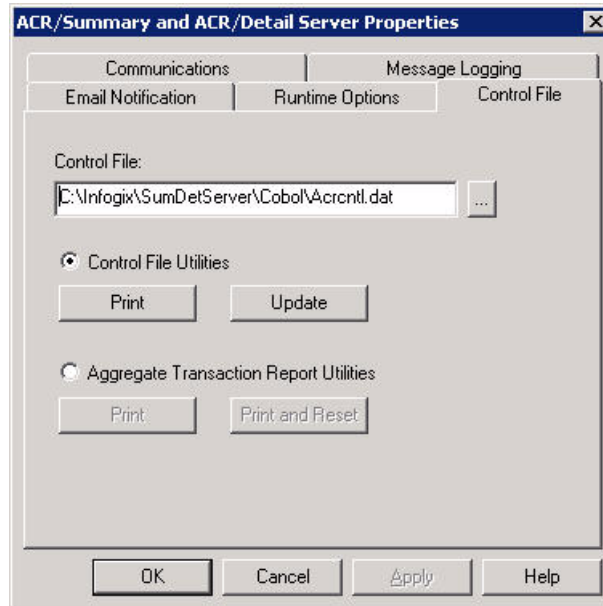 ACR/Summary and ACR/Detail Server Properties
Communications Message Logging
Email Notification Runtime Options Control File
Control File:
C:\Infogix\SumDetServer\Cobol\Acrcntl.dat ...
Control File Utilities
Print Update
Aggregate Transaction Report Utilities
Print Print and Reset
OK Cancel Apply Help